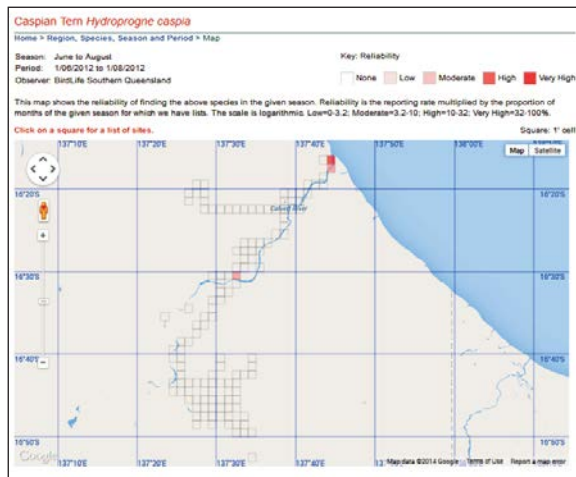 Caspian Tern Hydroprogne caspia
Home > Region, Species, Season and Period > Map
Season: June to August
Period: 1/06/2012 to 1/08/2012
Observer: BirdLife Southern Queensland
Key: Reliability
None Low Moderate High Very High
This map shows the reliability of finding the above species in the given season. Reliability is the reporting rate multiplied by the proportion of
months of the given season for which we have lists. The scale is logarithmic. Low=0-3.2; Moderate=3.2-10; High=10-32; Very High=32-100%.
Click on a square for a list of sites.
Square: 1' cell
137°10'E 137°20'E 137°30'E 137°40'E 137°50'E 138°00'E
Map Satellite
16°20'S 16°20'S
Calvert River
16°30'S 16°30'S
16°40'S 16°40'S
16°50'S 16°50'S
Google
137°10'E 137°20'E 137°30'E 137°40'E
Map data ©2014 Google Terms of Use Report a map error